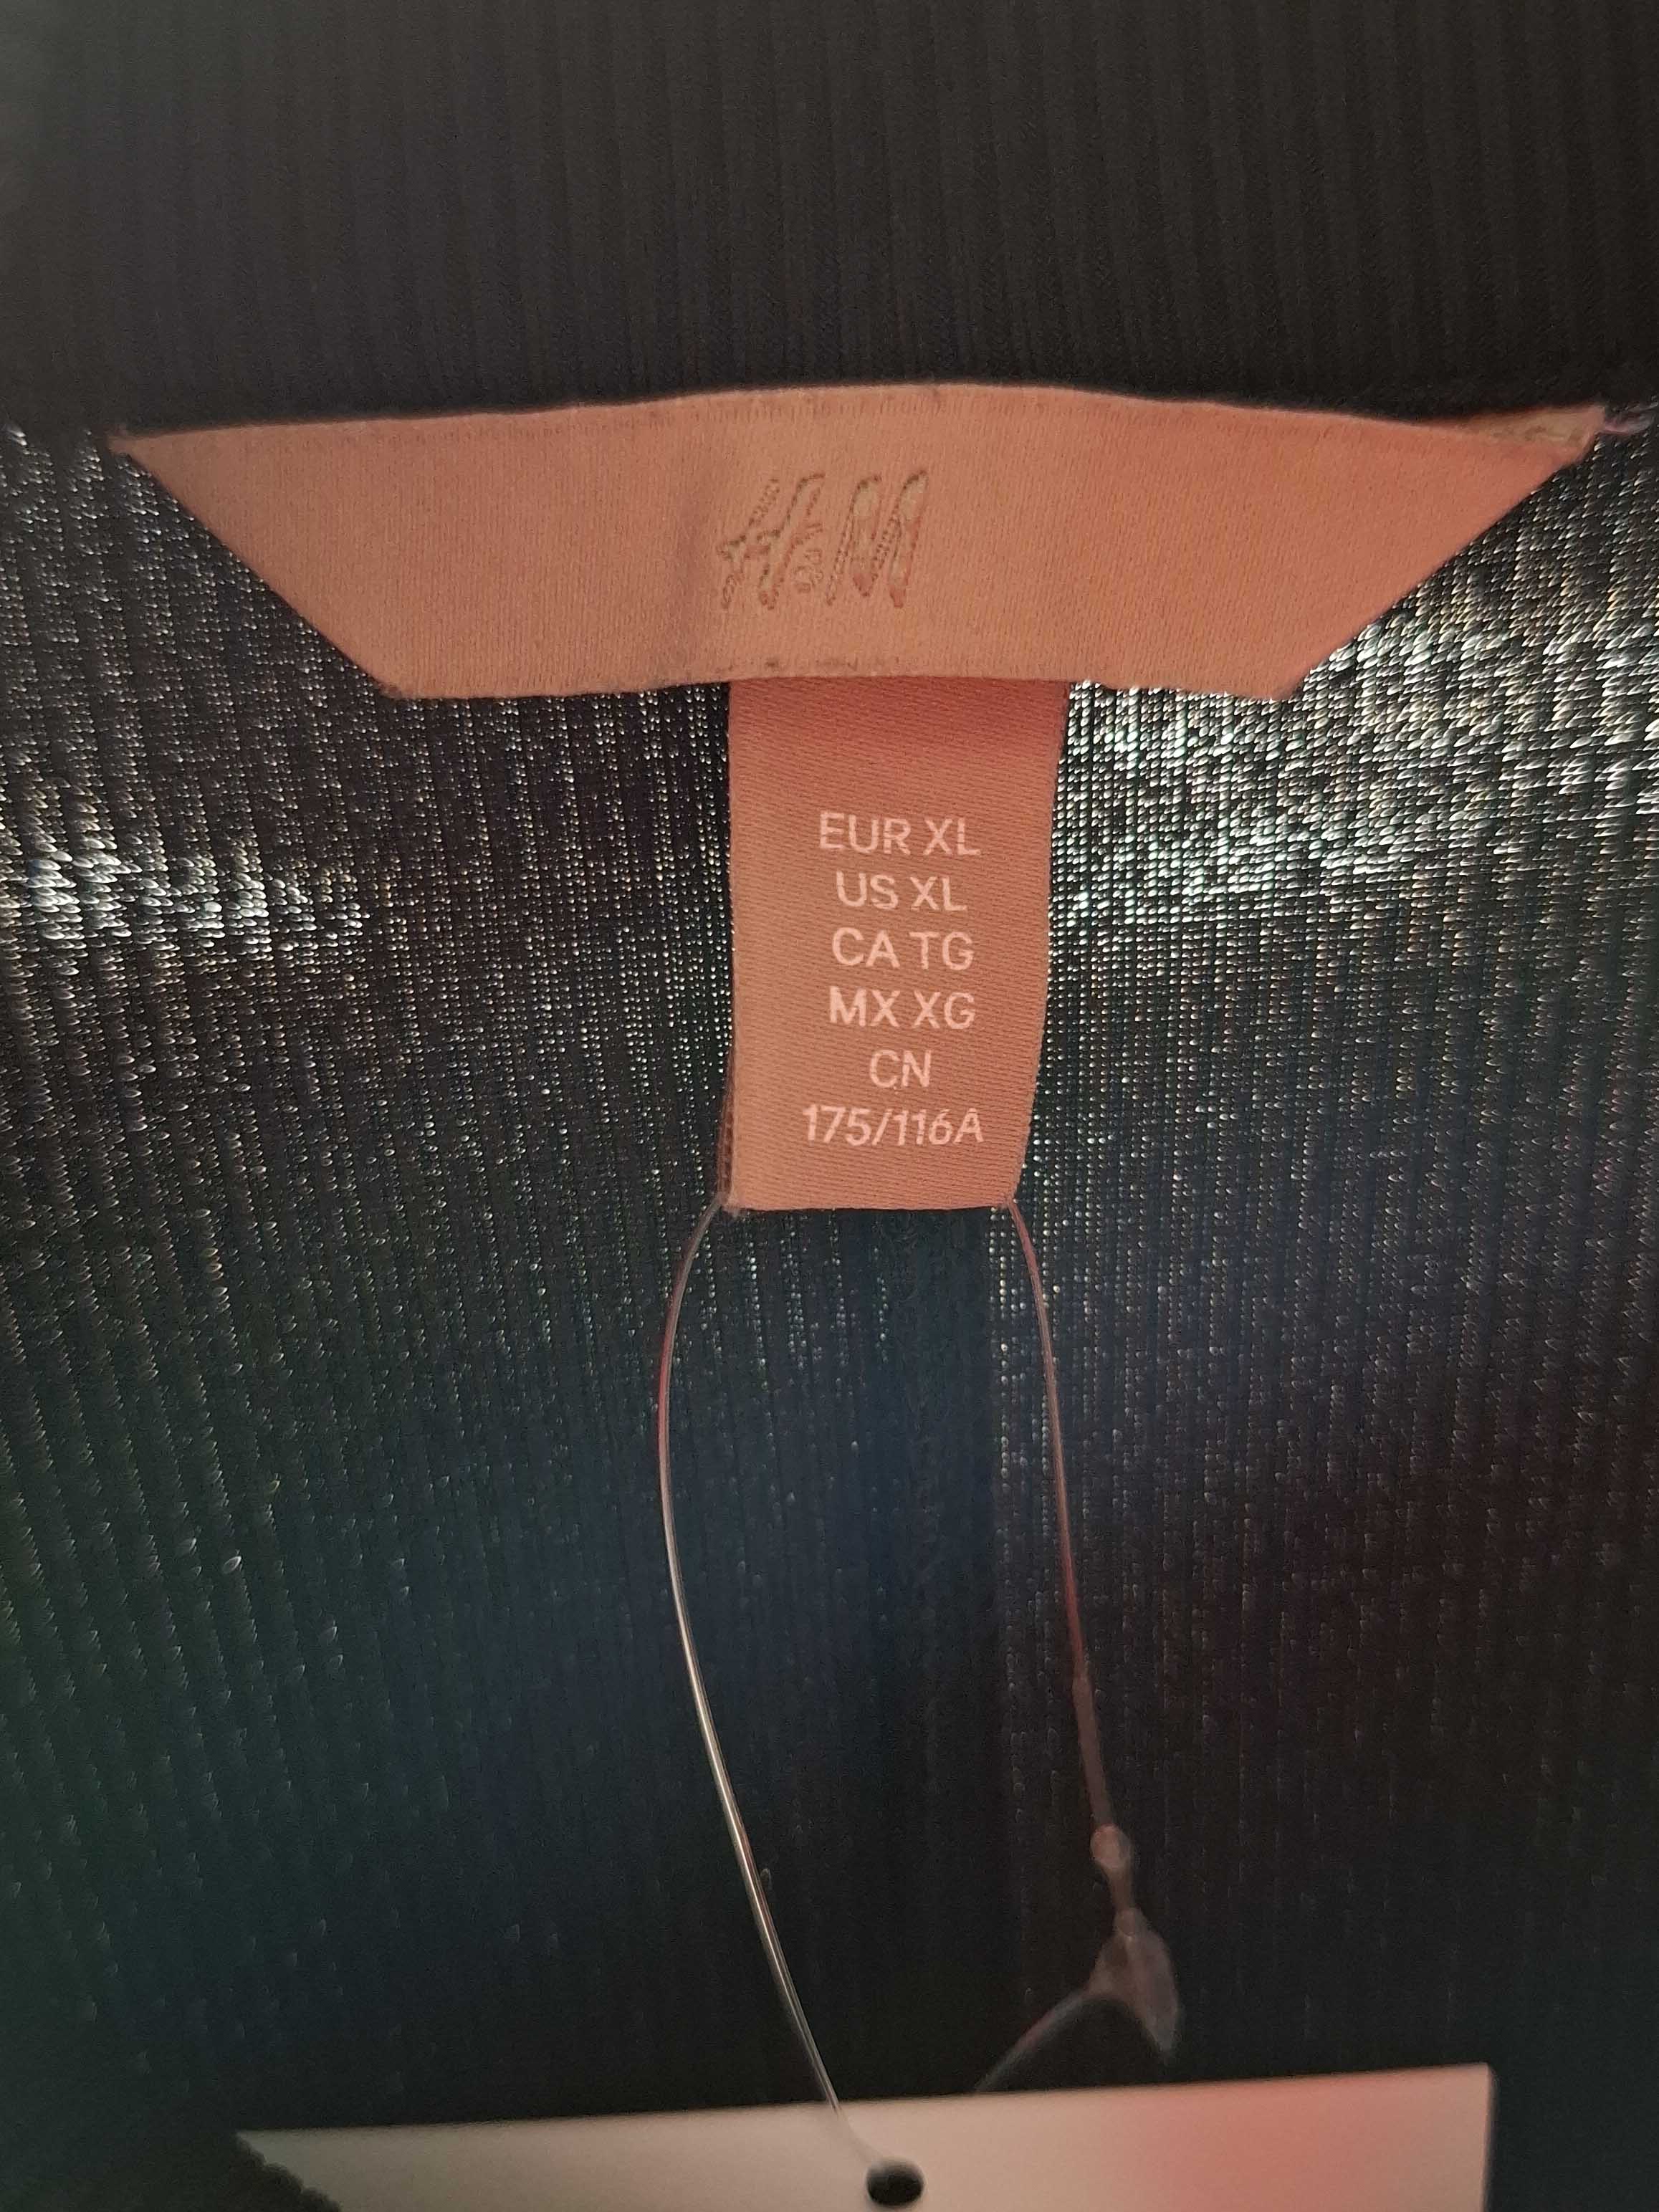 H&M
EUR XL
US XL
CA TG
MX XG
CN
175/116A